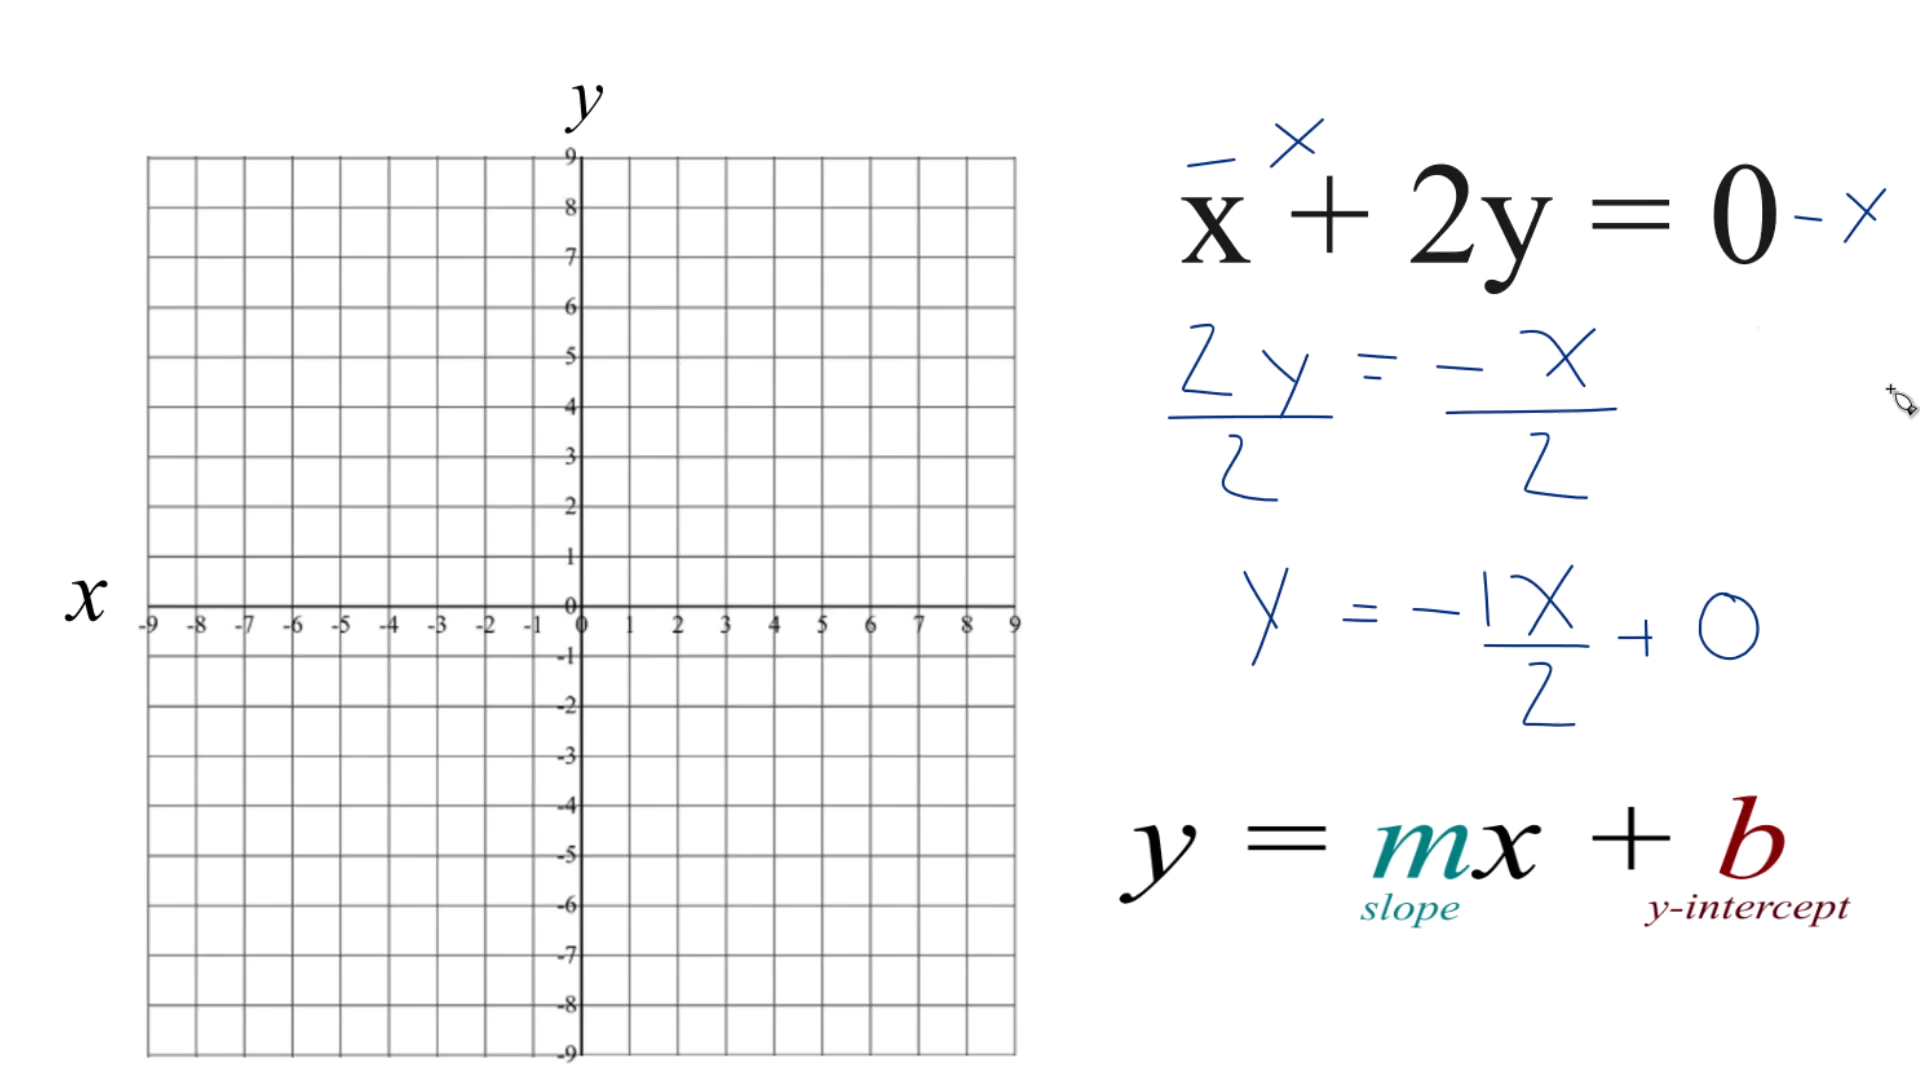 y
9
8
7
6
5
4
3
2
1
x
0
-9 -8 -7 -6 -5 -4 -3 -2 -1 0 1 2 3 4 5 6 7 8 9
-1
-2
-3
-4
-5
-6
-7
-8
-9
- x
x + 2y = 0 - x
2y = - x
2 2
y = - 1x + 0
2
y = mx + b
slope y-intercept